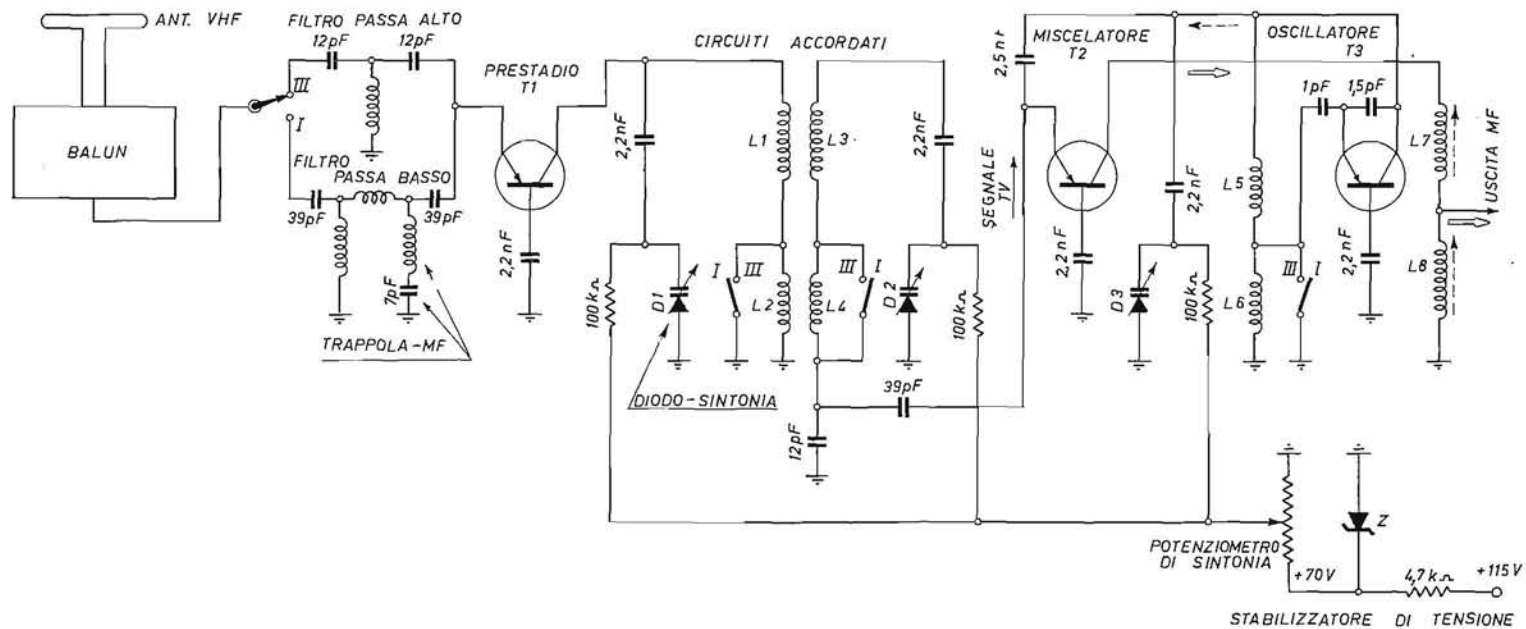 ANT. VHF
BALUN
FILTRO PASSA ALTO
12pF
12pF
III
I
FILTRO
PASSA BASSO
39pF
39pF
7pF
TRAPPOLA-MF
PRESTADIO
T1
2,2nF
CIRCUITI ACCORDATI
2,2nF
L1
L3
2,2nF
100kΩ
D1
I
III
L2
L4
III
I
D2
100kΩ
DIODO-SINTONIA
39pF
12pF
SEGNALE
TV
2,5nF
MISCELATORE
T2
2,2nF
2,2nF
D3
100kΩ
OSCILLATORE
T3
1pF
1,5pF
L5
L6
III
I
2,2nF
L7
L8
USCITA MF
POTENZIOMETRO
DI SINTONIA
Z
+70V
4,7kΩ
+115V
STABILIZZATORE DI TENSIONE